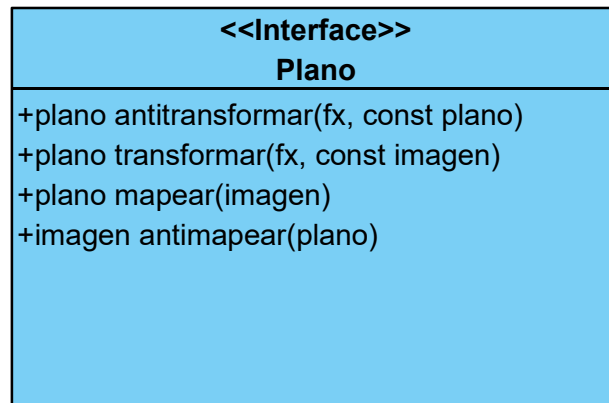 <<Interface>>
Plano
+plano antitransformar(fx, const plano)
+plano transformar(fx, const imagen)
+plano mapear(imagen)
+imagen antimapear(plano)